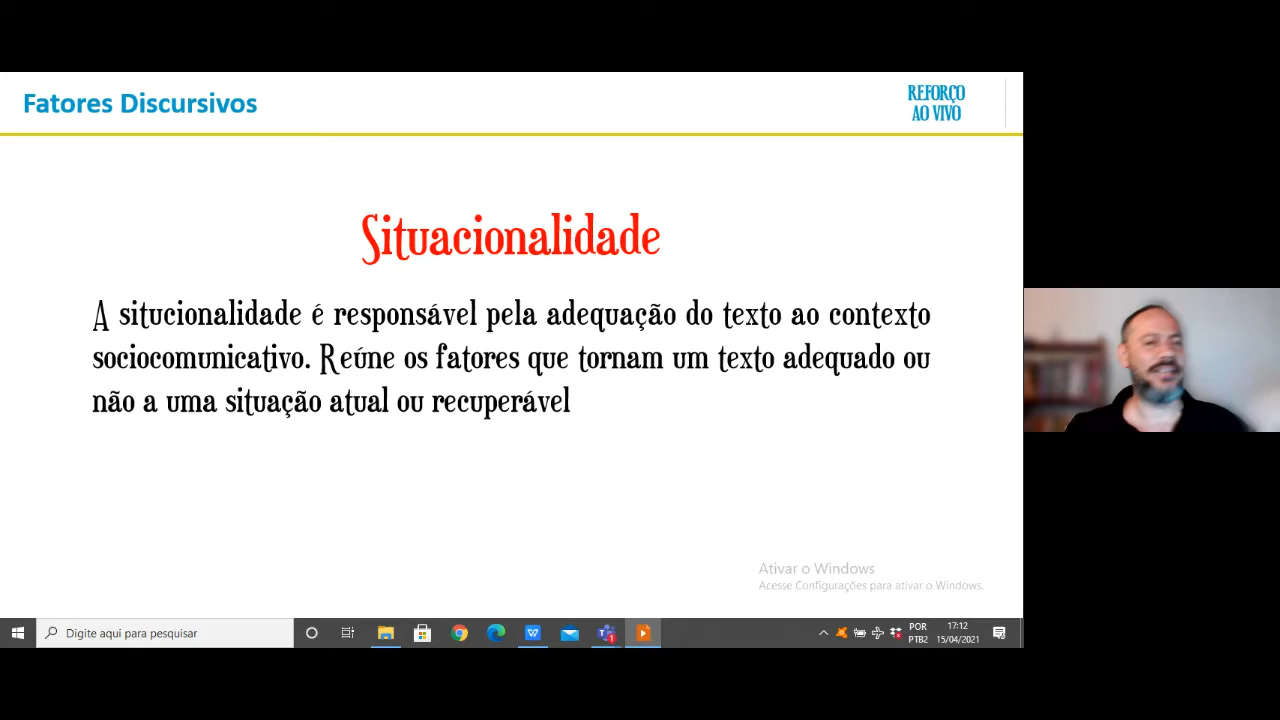 Fatores Discursivos
REFORÇO
AO VIVO
Situacionalidade
A situcionalidade é responsável pela adequação do texto ao contexto
sociocomunicativo. Reúne os fatores que tornam um texto adequado ou
não a uma situação atual ou recuperável
Ativar o Windows
Acesse Configurações para ativar o Windows.
Digite aqui para pesquisar
POR
PTB2
17:12
15/04/2021